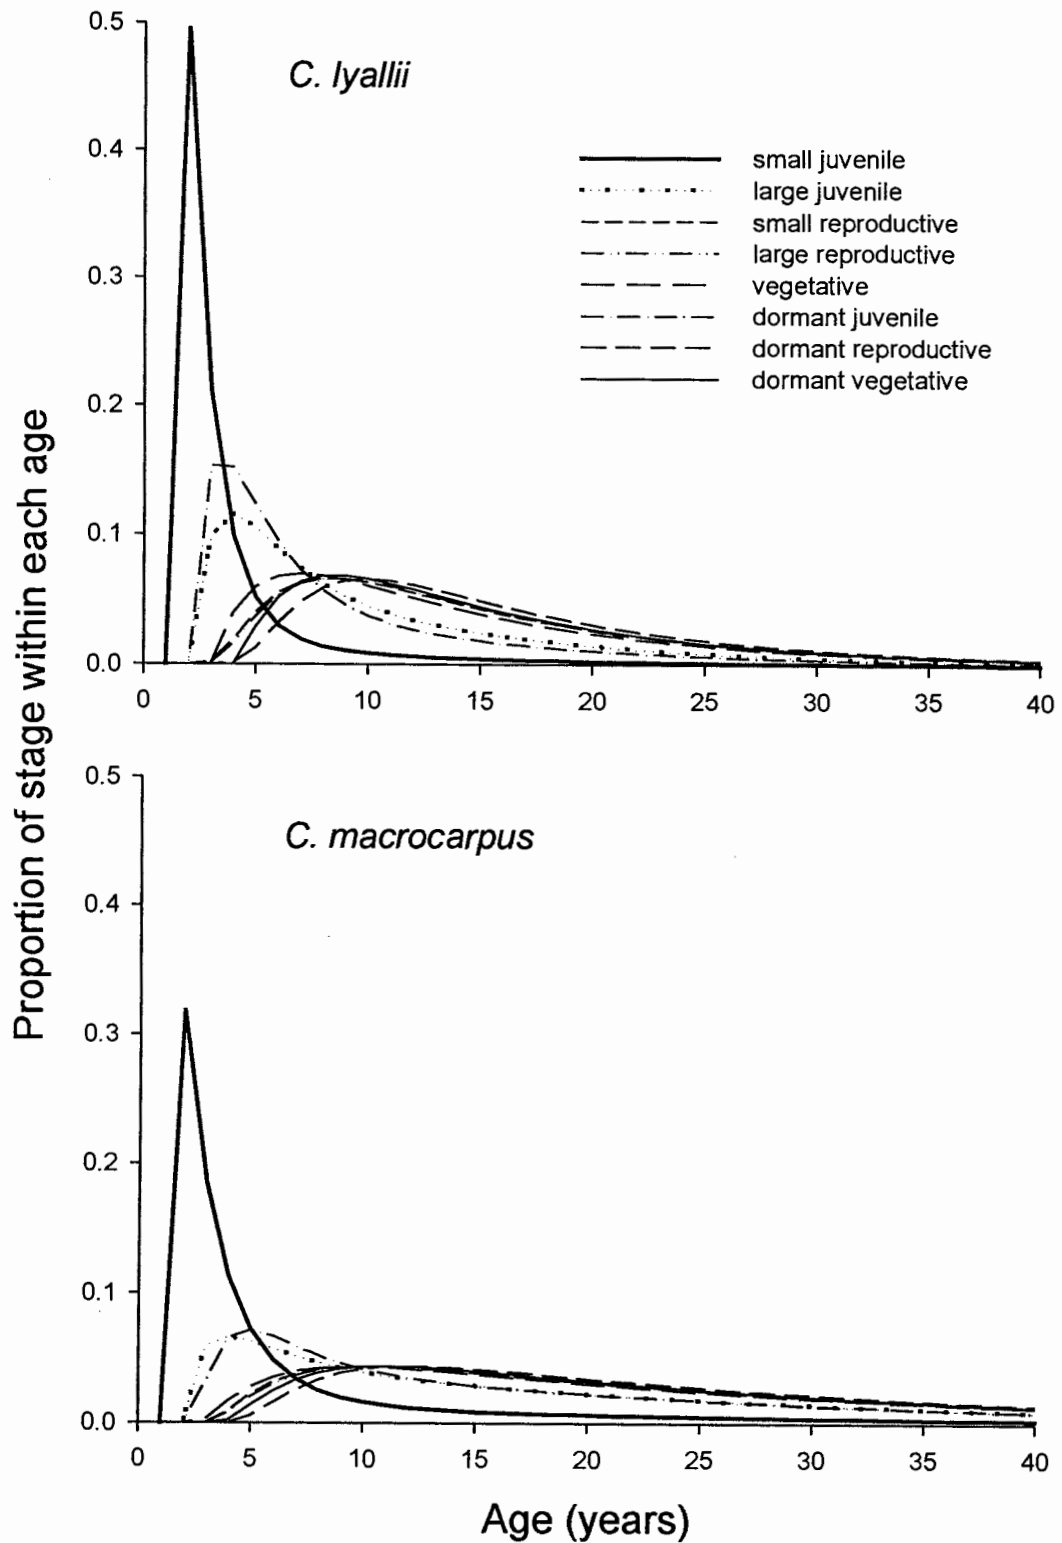 Proportion of stage within each age
C. lyallii
0.5
0.4
0.3
0.2
0.1
0.0
small juvenile
large juvenile
small reproductive
large reproductive
vegetative
dormant juvenile
dormant reproductive
dormant vegetative
0 5 10 15 20 25 30 35 40
C. macrocarpus
0.5
0.4
0.3
0.2
0.1
0.0
0 5 10 15 20 25 30 35 40
Age (years)